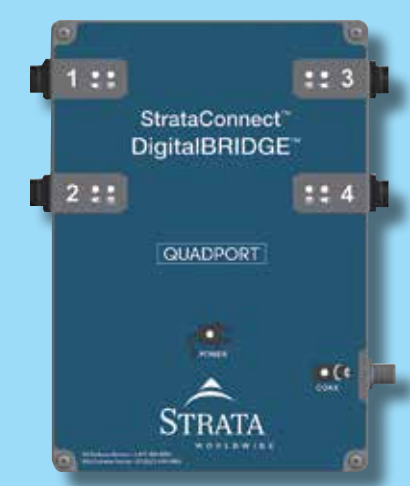 1
3
StrataConnect™
DigitalBRIDGE™
2
4
QUADPORT
POWER
COAX
STRATA
WORLDWIDE